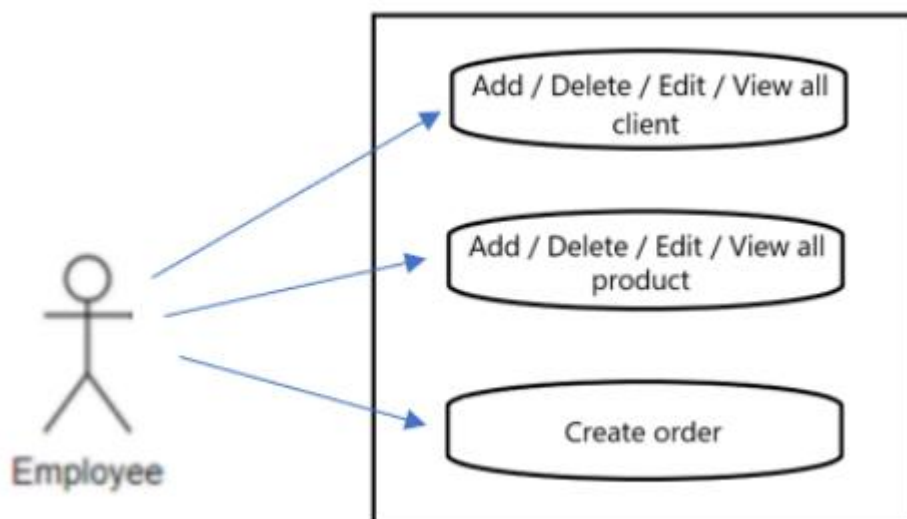 Add / Delete / Edit / View all
client
Add / Delete / Edit / View all
product
Create order
Employee